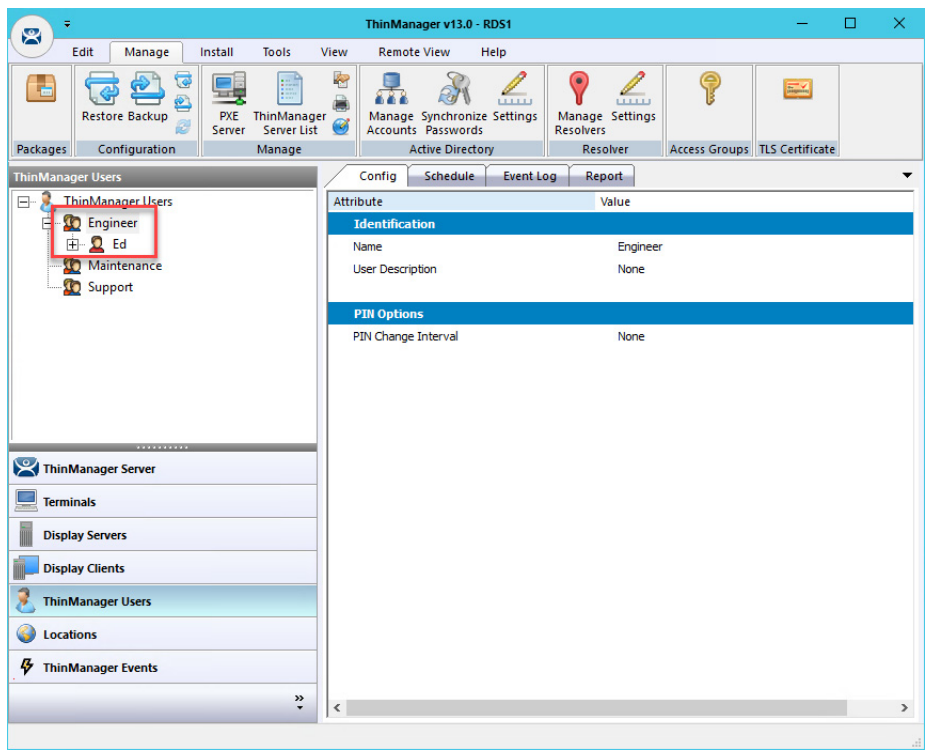 ThinManager v13.0 - RDS1
Edit Manage Install Tools View Remote View Help
Restore Backup PXE Server ThinManager Server List Manage Accounts Synchronize Passwords Settings Manage Resolvers Settings
Packages Configuration Manage Active Directory Resolver Access Groups TLS Certificate
ThinManager Users
ThinManager Users
Engineer
Ed
Maintenance
Support
ThinManager Server
Terminals
Display Servers
Display Clients
ThinManager Users
Locations
ThinManager Events
Config Schedule Event Log Report
Attribute Value
Identification
Name Engineer
User Description None
PIN Options
PIN Change Interval None